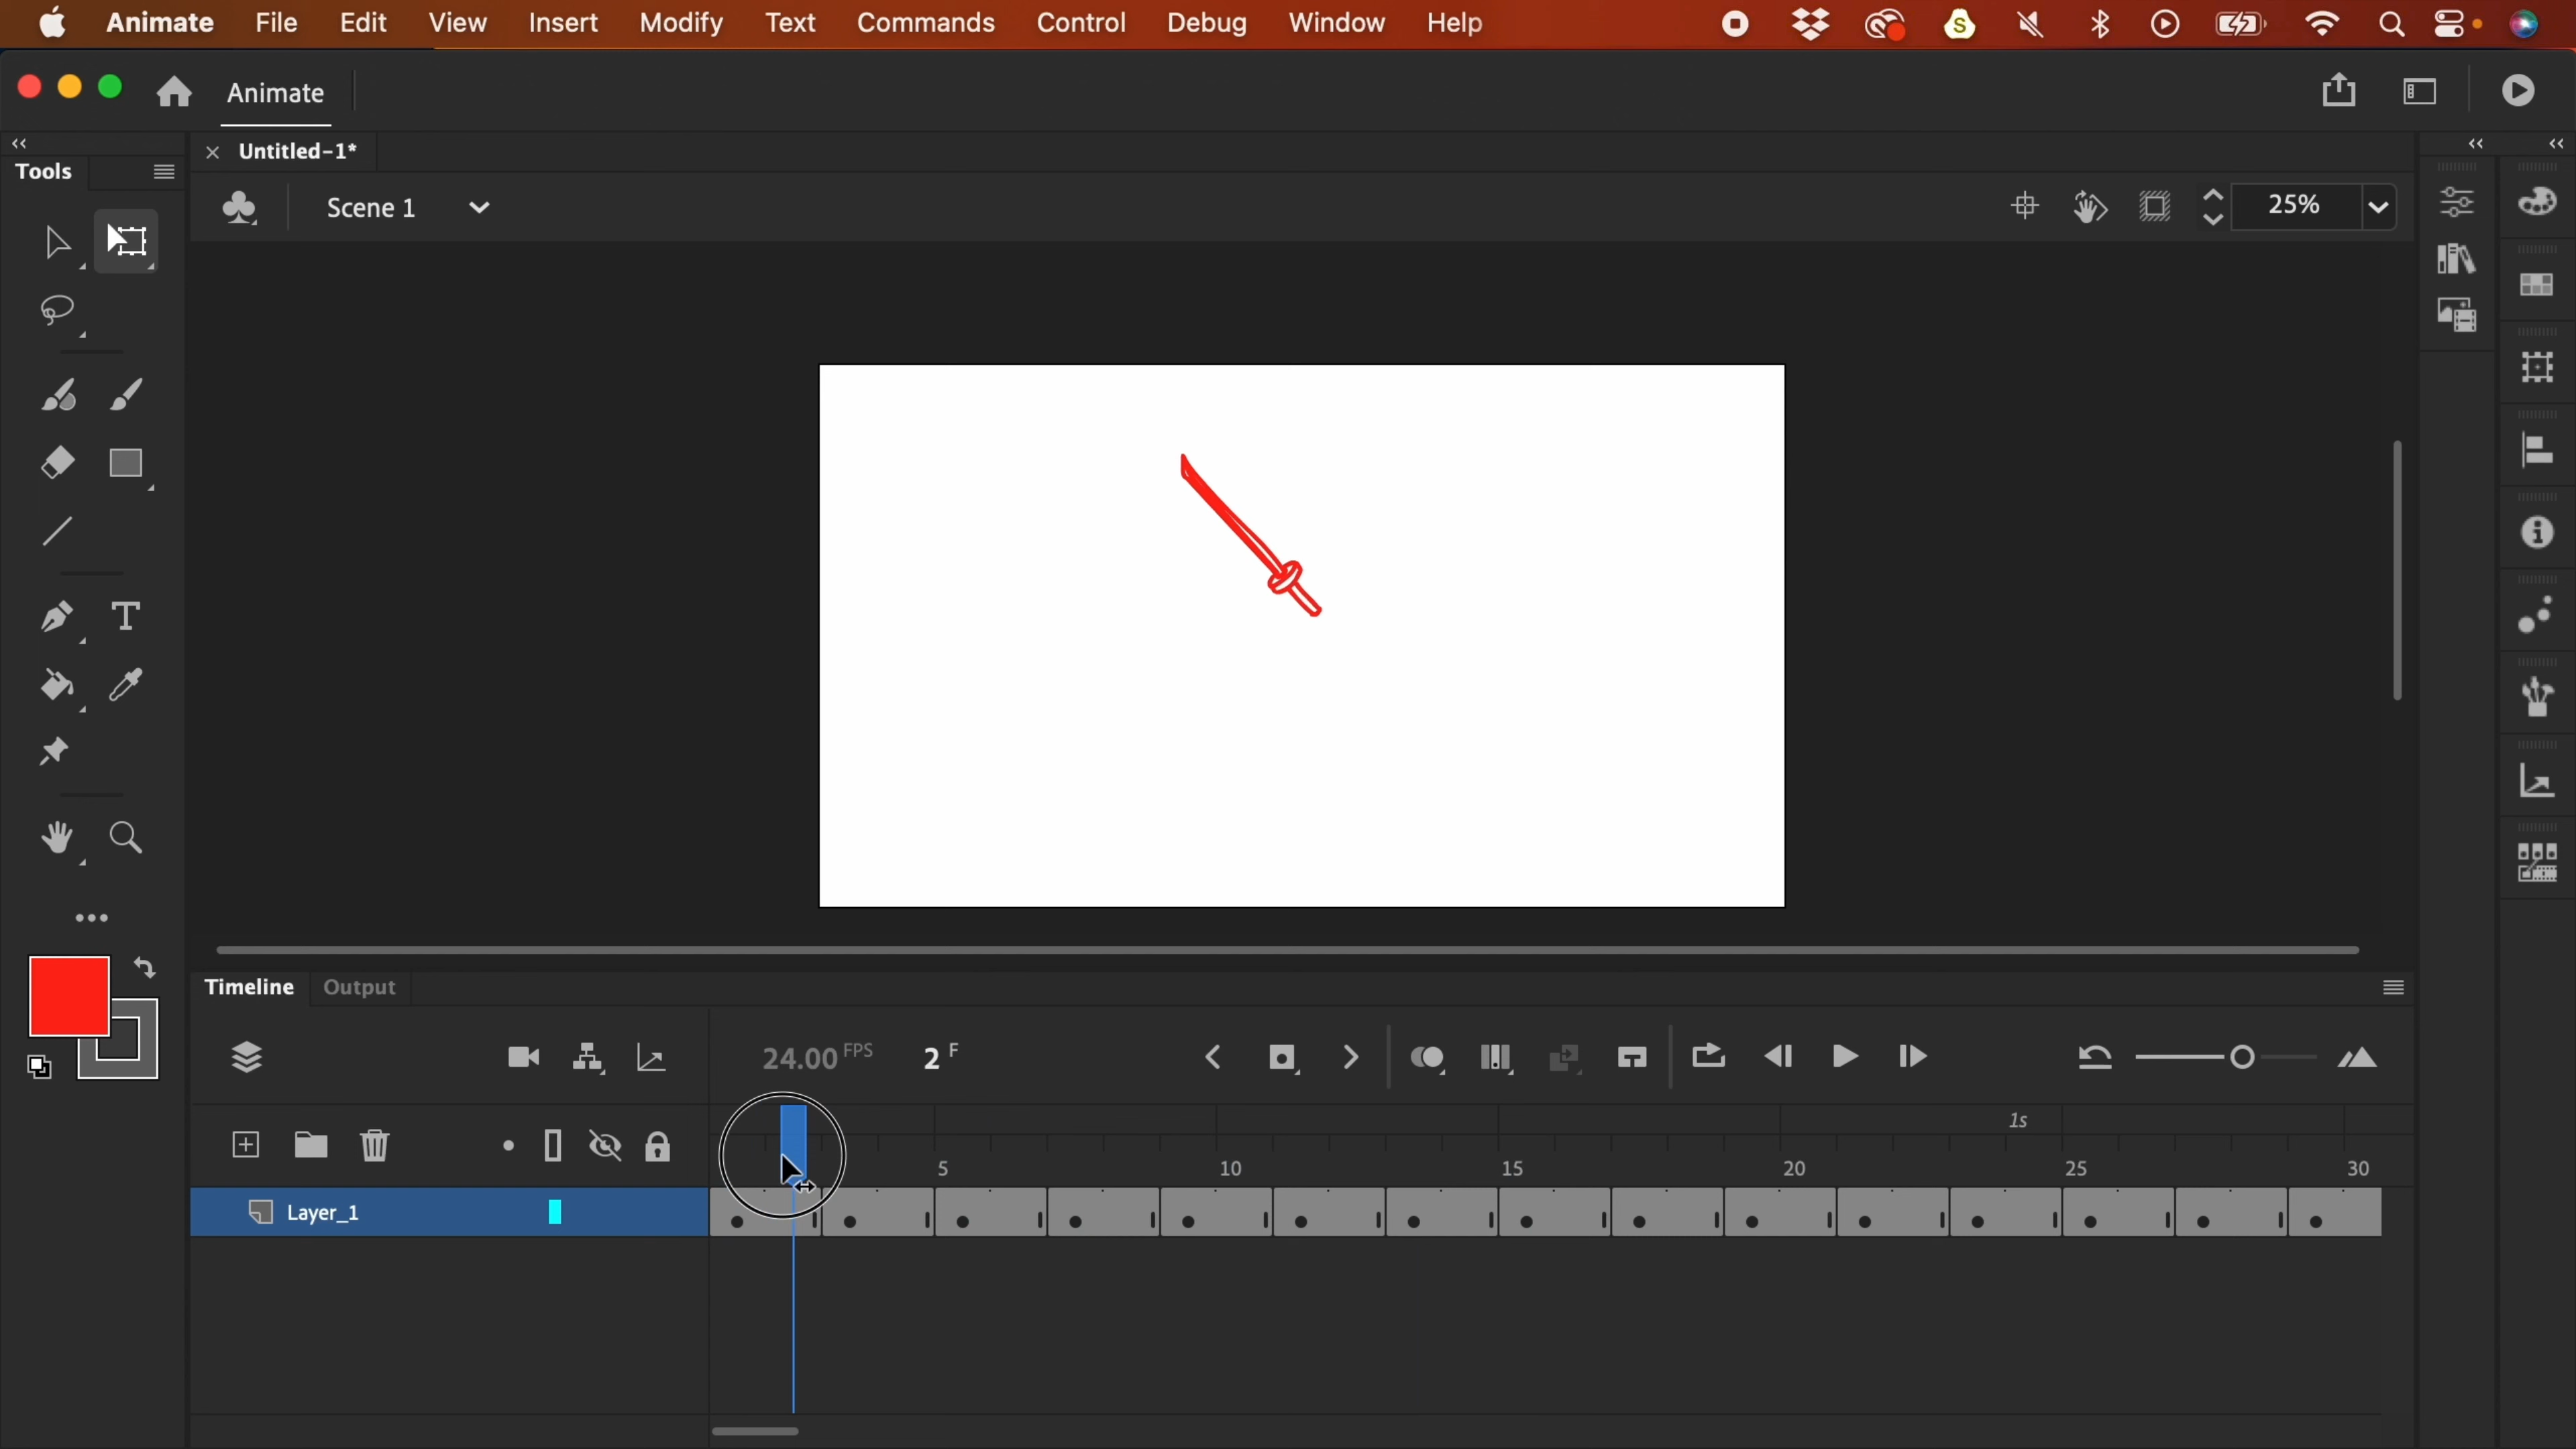 Animate File Edit View Insert Modify Text Commands Control Debug Window Help S
Animate
Tools
Untitled-1*
Scene 1
25%
T
Timeline Output
24.00 FPS 2 F
1s
5 10 15 20 25 30
Layer_1